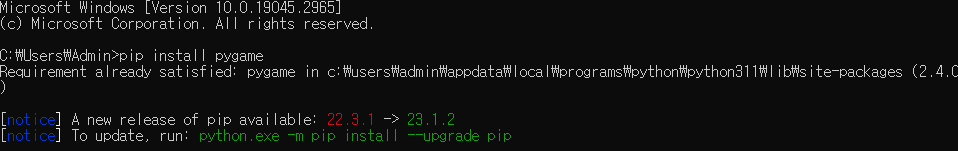 Microsoft Windows [Version 10.0.19045.2965]
(c) Microsoft Corporation. All rights reserved.
C:₩Users₩Admin>pip install pygame
Requirement already satisfied: pygame in c:₩users₩admin₩appdata₩local₩programs₩python₩python311₩lib₩site-packages (2.4.0
)
[notice] A new release of pip available: 22.3.1 -> 23.1.2
[notice] To update, run: python.exe -m pip install --upgrade pip